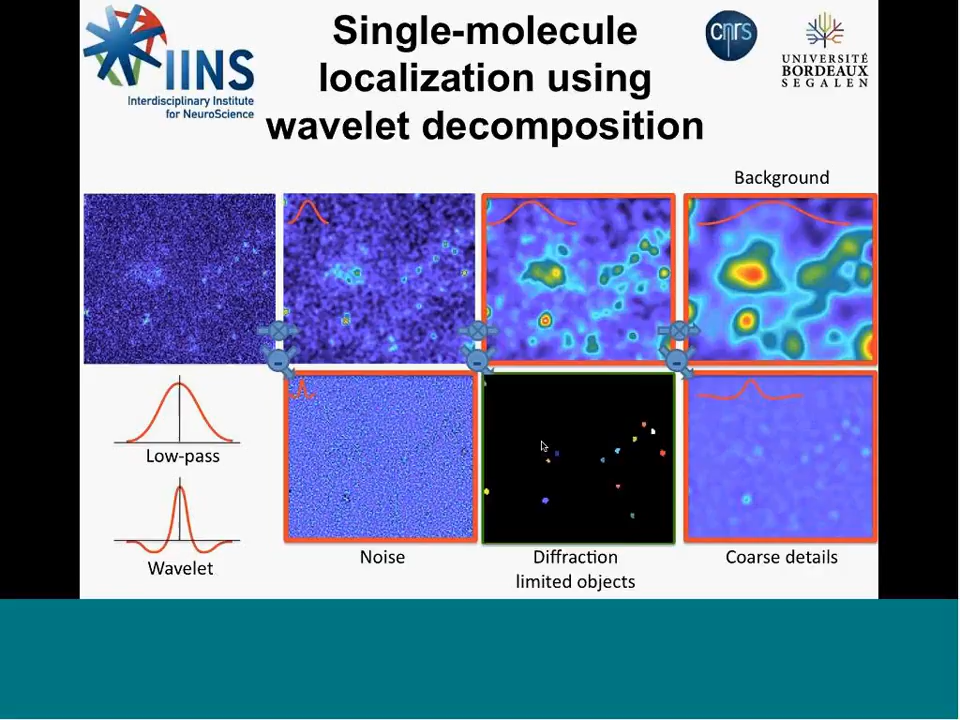 Single-molecule
localization using
wavelet decomposition
IINS
Interdisciplinary Institute
for NeuroScience
cnrs
UNIVERSITÉ
BORDEAUX
SEGALEN
Background
Low-pass
Wavelet
Noise
Diffraction
limited objects
Coarse details